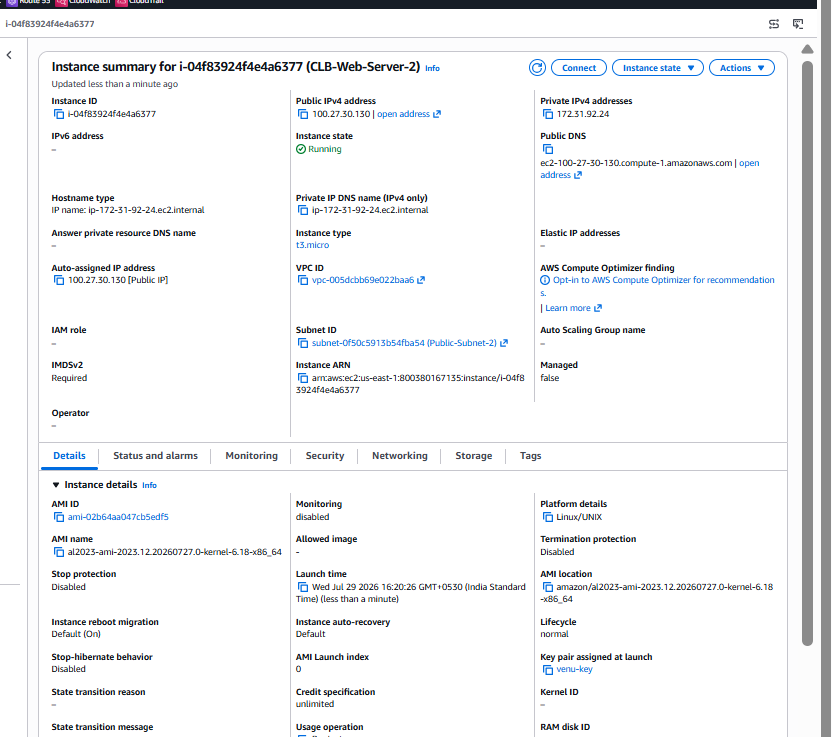 Route 53 CloudWatch CloudTrail
i-04f83924f4e4a6377
Instance summary for i-04f83924f4e4a6377 (CLB-Web-Server-2) Info
Connect
Instance state
Actions
Updated less than a minute ago
Instance ID
i-04f83924f4e4a6377
Public IPv4 address
100.27.30.130 | open address
Private IPv4 addresses
172.31.92.24
IPv6 address
–
Instance state
Running
Public DNS
ec2-100-27-30-130.compute-1.amazonaws.com | open
address
Hostname type
IP name: ip-172-31-92-24.ec2.internal
Private IP DNS name (IPv4 only)
ip-172-31-92-24.ec2.internal
Answer private resource DNS name
–
Instance type
t3.micro
Elastic IP addresses
–
Auto-assigned IP address
100.27.30.130 [Public IP]
VPC ID
vpc-005dcbb69e022baa6
AWS Compute Optimizer finding
Opt-in to AWS Compute Optimizer for recommendation
s.
| Learn more
IAM role
–
Subnet ID
subnet-0f50c5913b54fba54 (Public-Subnet-2)
Auto Scaling Group name
–
IMDSv2
Required
Instance ARN
arn:aws:ec2:us-east-1:800380167135:instance/i-04f8
3924f4e4a6377
Managed
false
Operator
–
Details
Status and alarms
Monitoring
Security
Networking
Storage
Tags
Instance details Info
AMI ID
ami-02b64aa047cb5edf5
Monitoring
disabled
Platform details
Linux/UNIX
AMI name
al2023-ami-2023.12.20260727.0-kernel-6.18-x86_64
Allowed image
-
Termination protection
Disabled
Stop protection
Disabled
Launch time
Wed Jul 29 2026 16:20:26 GMT+0530 (India Standard
Time) (less than a minute)
AMI location
amazon/al2023-ami-2023.12.20260727.0-kernel-6.18
-x86_64
Instance reboot migration
Default (On)
Instance auto-recovery
Default
Lifecycle
normal
Stop-hibernate behavior
Disabled
AMI Launch index
0
Key pair assigned at launch
venu-key
State transition reason
–
Credit specification
unlimited
Kernel ID
–
State transition message
Usage operation
RAM disk ID